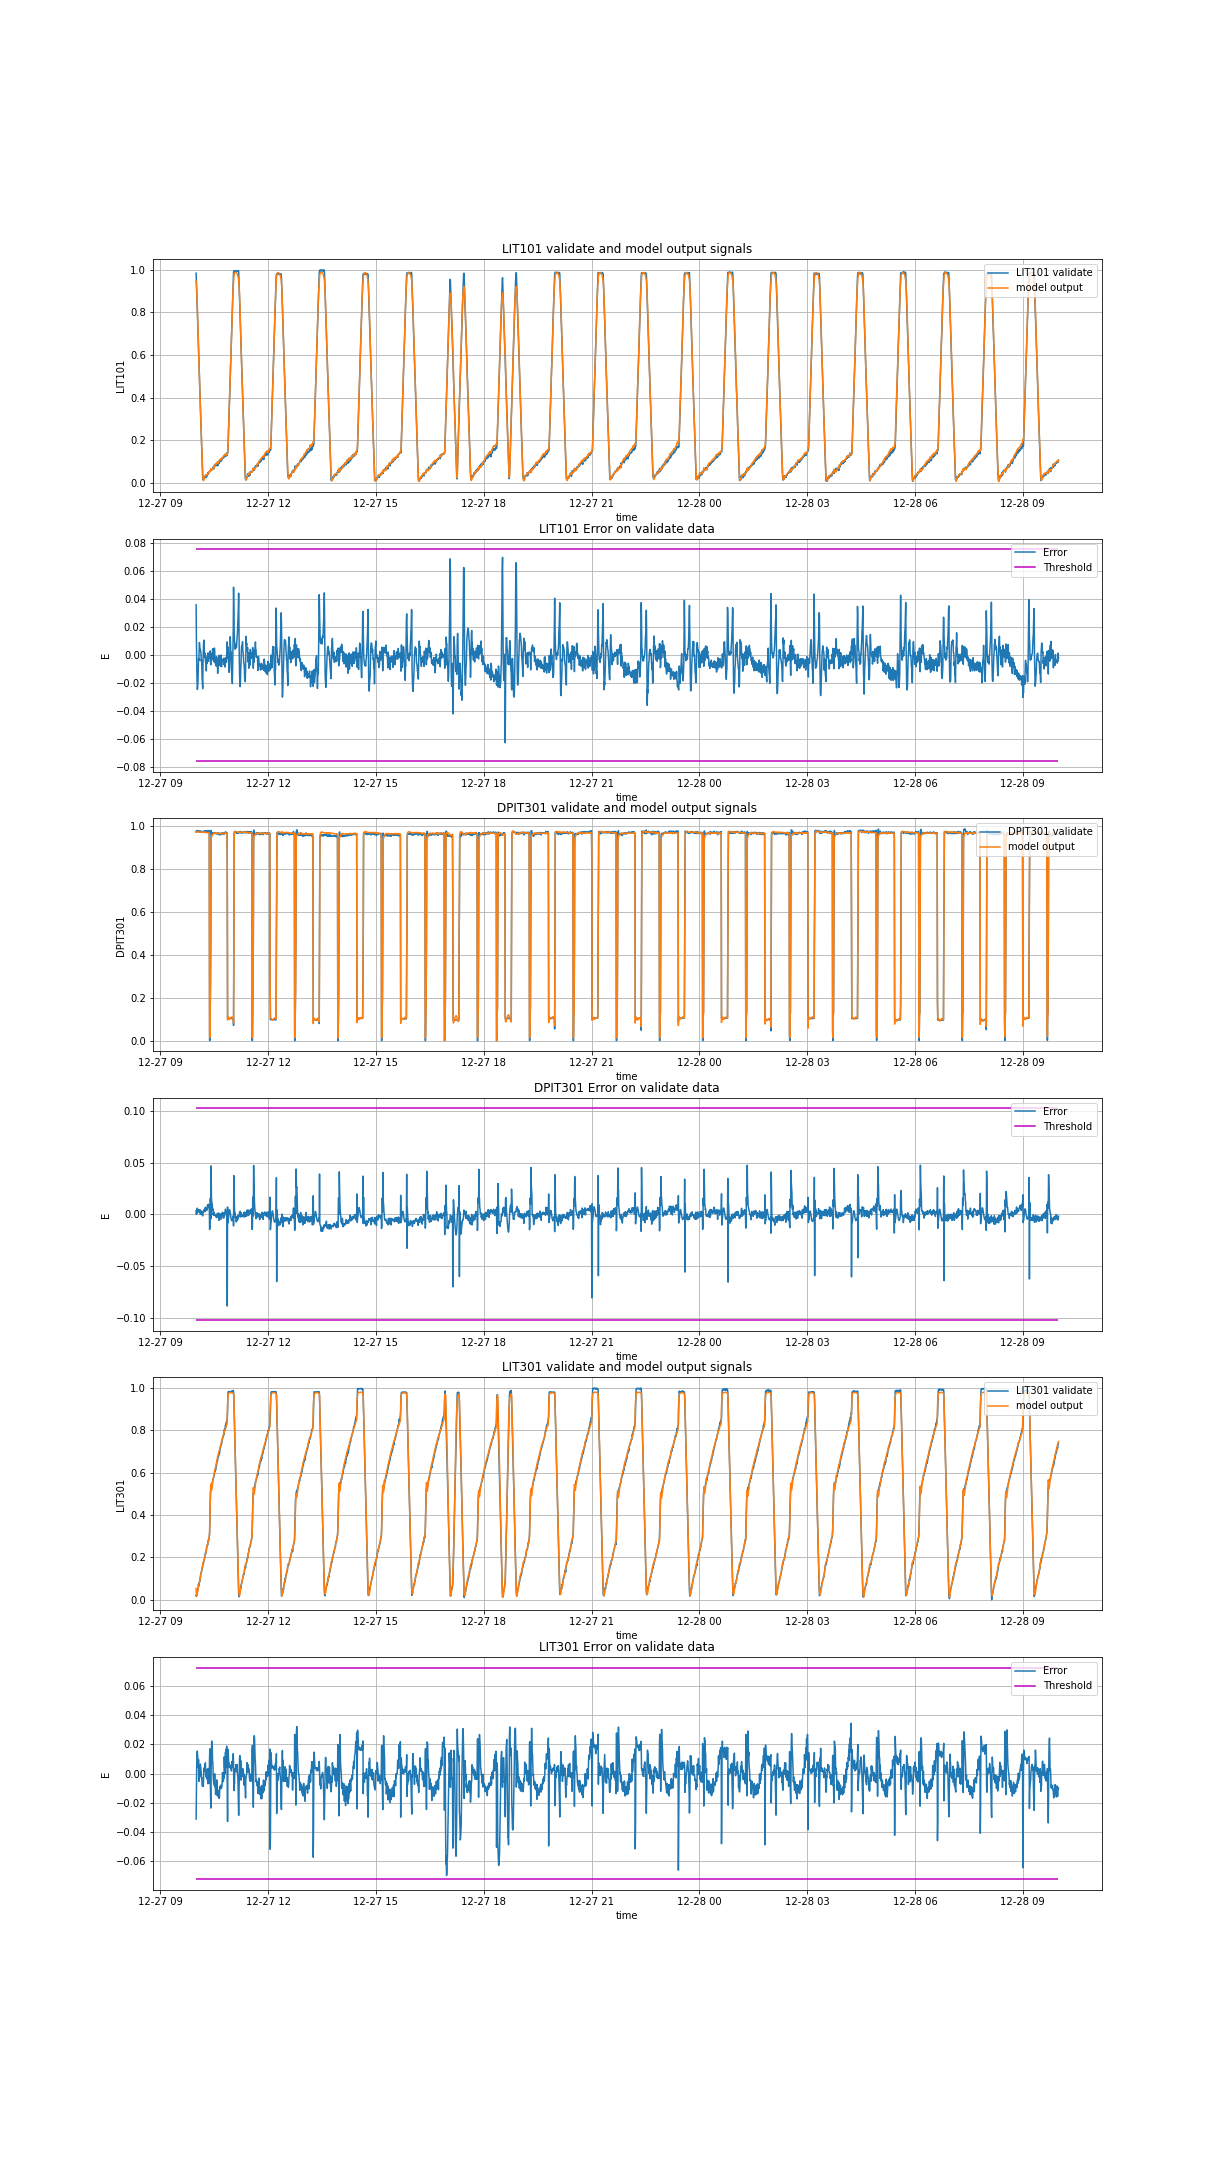 LIT101 validate and model output signals
1.0
0.8
0.6
0.4
0.2
0.0
LIT101
LIT101 validate
model output
12-27 09 12-27 12 12-27 15 12-27 18 12-27 21 12-28 00 12-28 03 12-28 06 12-28 09
time
LIT101 Error on validate data
0.08
0.06
0.04
0.02
0.00
−0.02
−0.04
−0.06
−0.08
E
Error
Threshold
12-27 09 12-27 12 12-27 15 12-27 18 12-27 21 12-28 00 12-28 03 12-28 06 12-28 09
time
DPIT301 validate and model output signals
1.0
0.8
0.6
0.4
0.2
0.0
DPIT301
DPIT301 validate
model output
12-27 09 12-27 12 12-27 15 12-27 18 12-27 21 12-28 00 12-28 03 12-28 06 12-28 09
time
DPIT301 Error on validate data
0.10
0.05
0.00
−0.05
−0.10
E
Error
Threshold
12-27 09 12-27 12 12-27 15 12-27 18 12-27 21 12-28 00 12-28 03 12-28 06 12-28 09
time
LIT301 validate and model output signals
1.0
0.8
0.6
0.4
0.2
0.0
LIT301
LIT301 validate
model output
12-27 09 12-27 12 12-27 15 12-27 18 12-27 21 12-28 00 12-28 03 12-28 06 12-28 09
time
LIT301 Error on validate data
0.06
0.04
0.02
0.00
−0.02
−0.04
−0.06
E
Error
Threshold
12-27 09 12-27 12 12-27 15 12-27 18 12-27 21 12-28 00 12-28 03 12-28 06 12-28 09
time